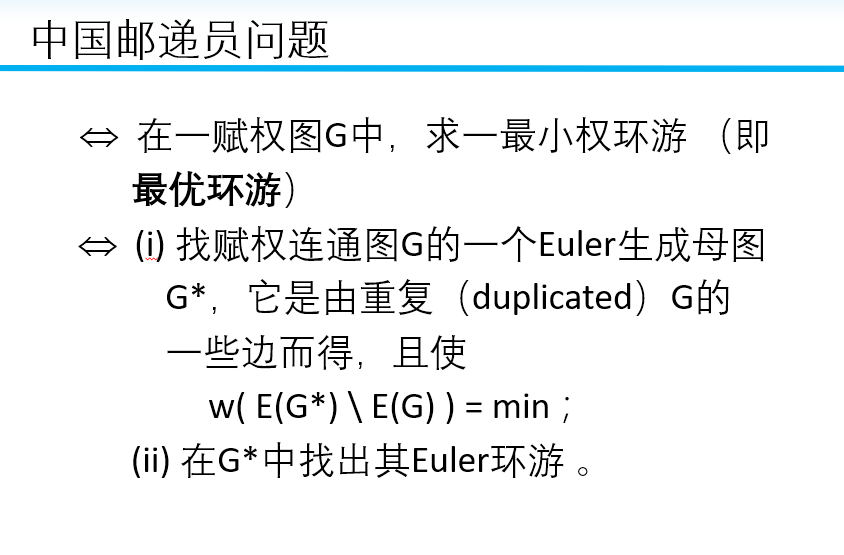 中国邮递员问题
⇔ 在一赋权图G中，求一最小权环游 （即
最优环游）
⇔ (i) 找赋权连通图G的一个Euler生成母图
G*，它是由重复（duplicated）G的
一些边而得，且使
w( E(G*) \ E(G) ) = min；
(ii) 在G*中找出其Euler环游 。